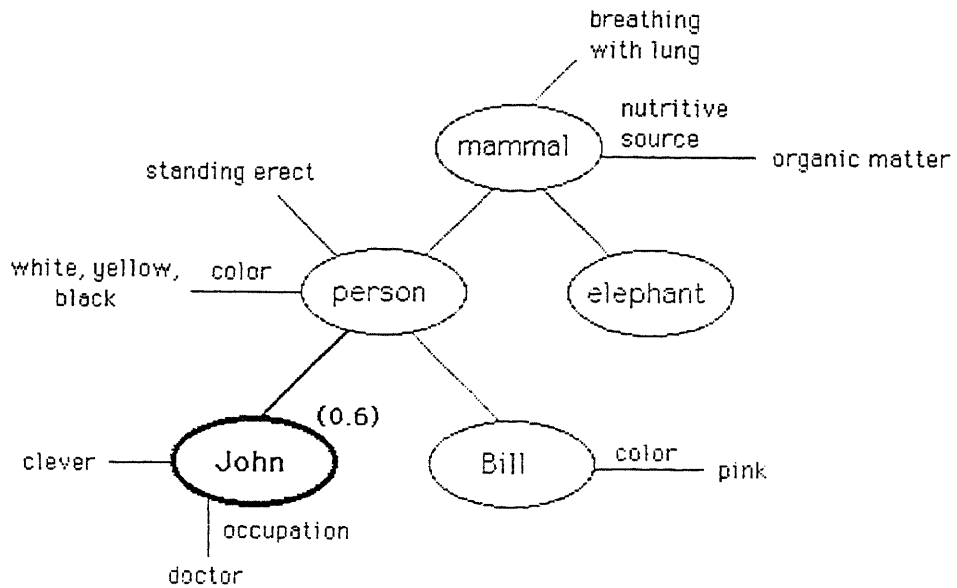 breathing
with lung
nutritive
source
mammal
organic matter
standing erect
white, yellow,
black
color
person
elephant
(0.6)
clever
John
Bill
color
pink
occupation
doctor